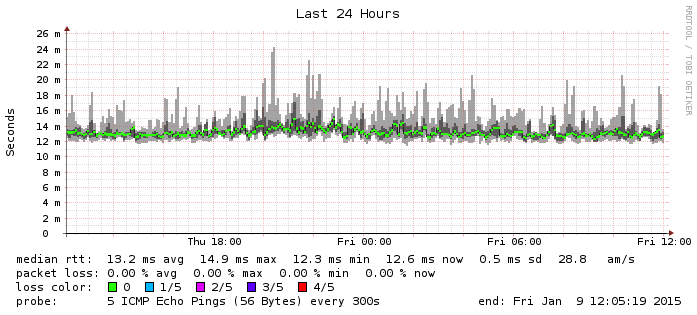 Last 24 Hours
RRDTOOL / TOBI OETIKER
Seconds
26 m
24 m
22 m
20 m
18 m
16 m
14 m
12 m
10 m
8 m
6 m
4 m
2 m
0
Thu 18:00 Fri 00:00 Fri 06:00 Fri 12:00
median rtt: 13.2 ms avg 14.9 ms max 12.3 ms min 12.6 ms now 0.5 ms sd 28.8 am/s
packet loss: 0.00 % avg 0.00 % max 0.00 % min 0.00 % now
loss color: 0 1/5 2/5 3/5 4/5
probe: 5 ICMP Echo Pings (56 Bytes) every 300s end: Fri Jan 9 12:05:19 2015